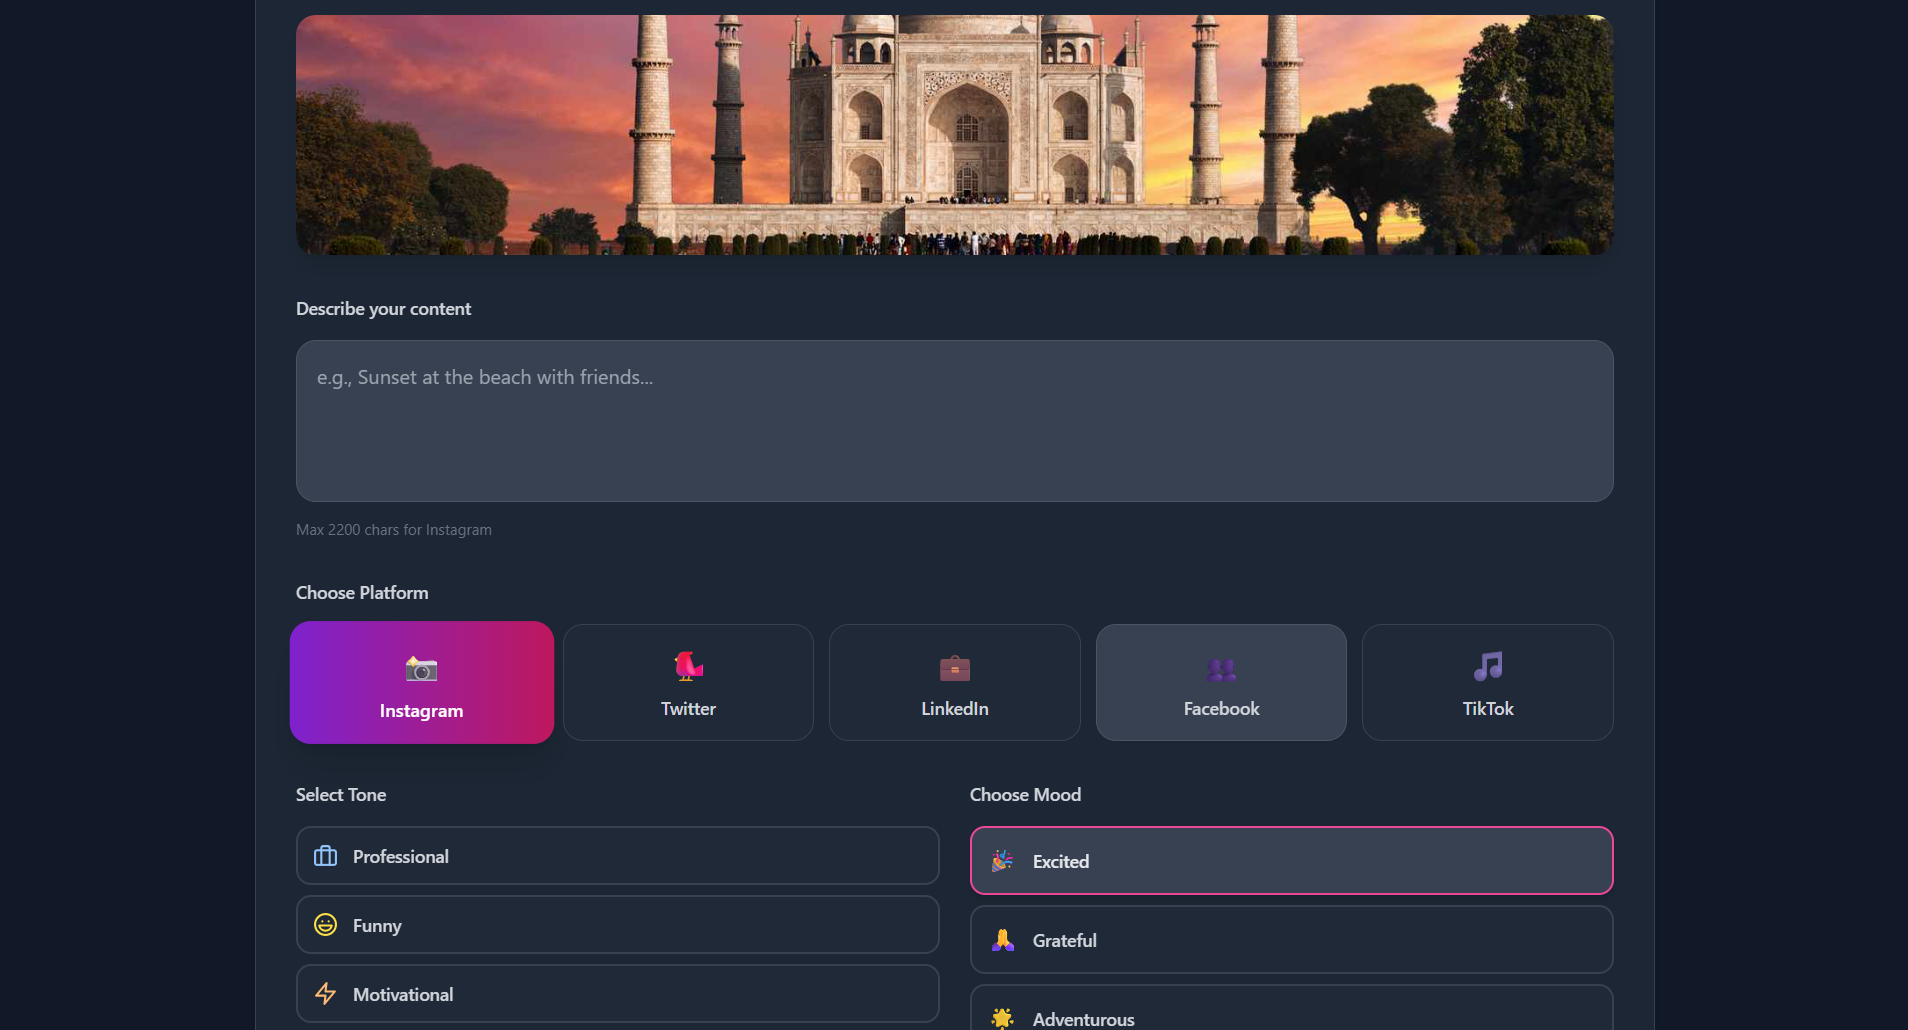 Describe your content
e.g., Sunset at the beach with friends...
Max 2200 chars for Instagram
Choose Platform
Instagram
Twitter
LinkedIn
Facebook
TikTok
Select Tone
Professional
Funny
Motivational
Choose Mood
Excited
Grateful
Adventurous